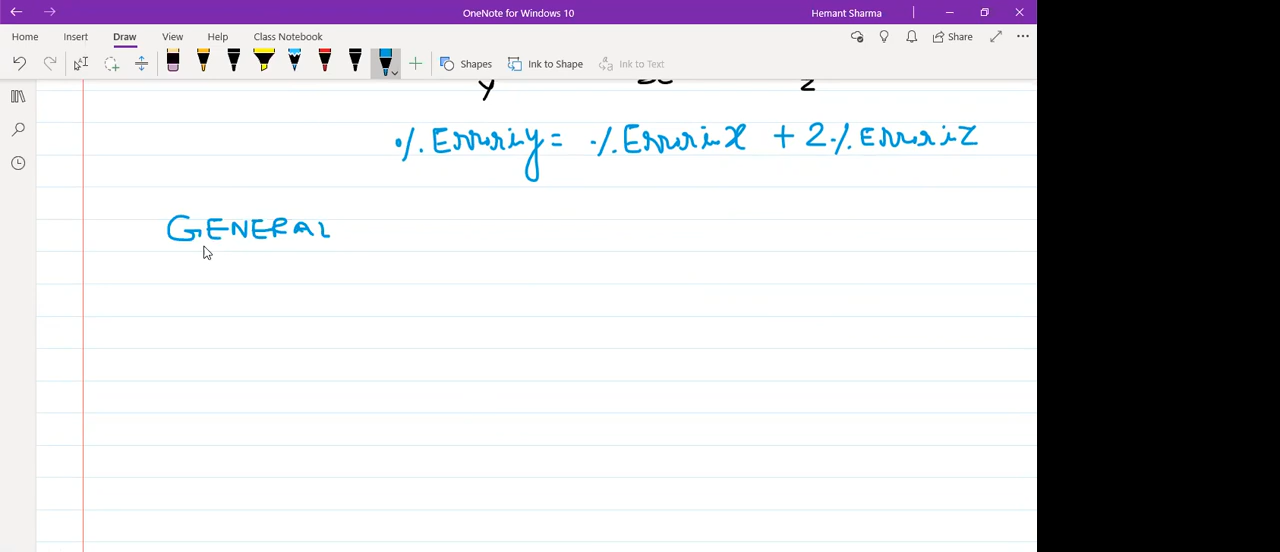 OneNote for Windows 10
Hemant Sharma
Home Insert Draw View Help Class Notebook
Share
Shapes Ink to Shape Ink to Text
y x z
% Error in y = % Error in x + 2 % Error in z
GENERAL